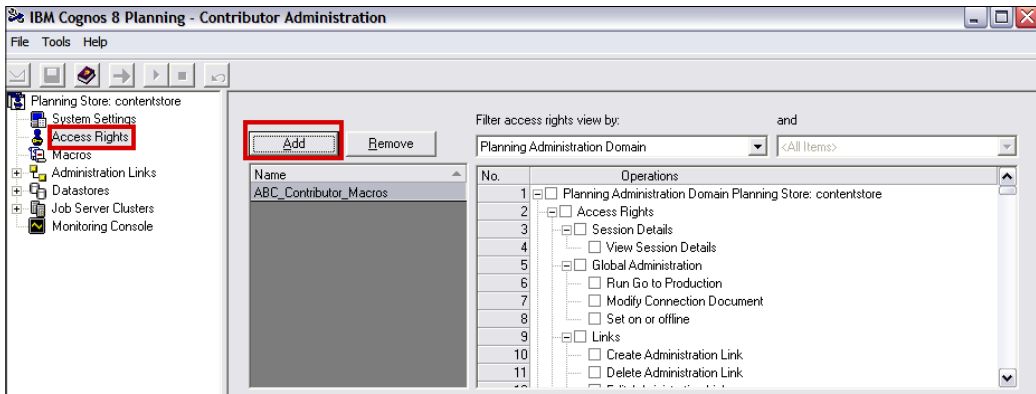 IBM Cognos 8 Planning - Contributor Administration
File Tools Help
Planning Store: contentstore
System Settings
Access Rights
Macros
Administration Links
Datastores
Job Server Clusters
Monitoring Console
Add Remove
Name
ABC_Contributor_Macros
Filter access rights view by: and
Planning Administration Domain <All Items>
No. Operations
1 Planning Administration Domain Planning Store: contentstore
2 Access Rights
3 Session Details
4 View Session Details
5 Global Administration
6 Run Go to Production
7 Modify Connection Document
8 Set on or offline
9 Links
10 Create Administration Link
11 Delete Administration Link